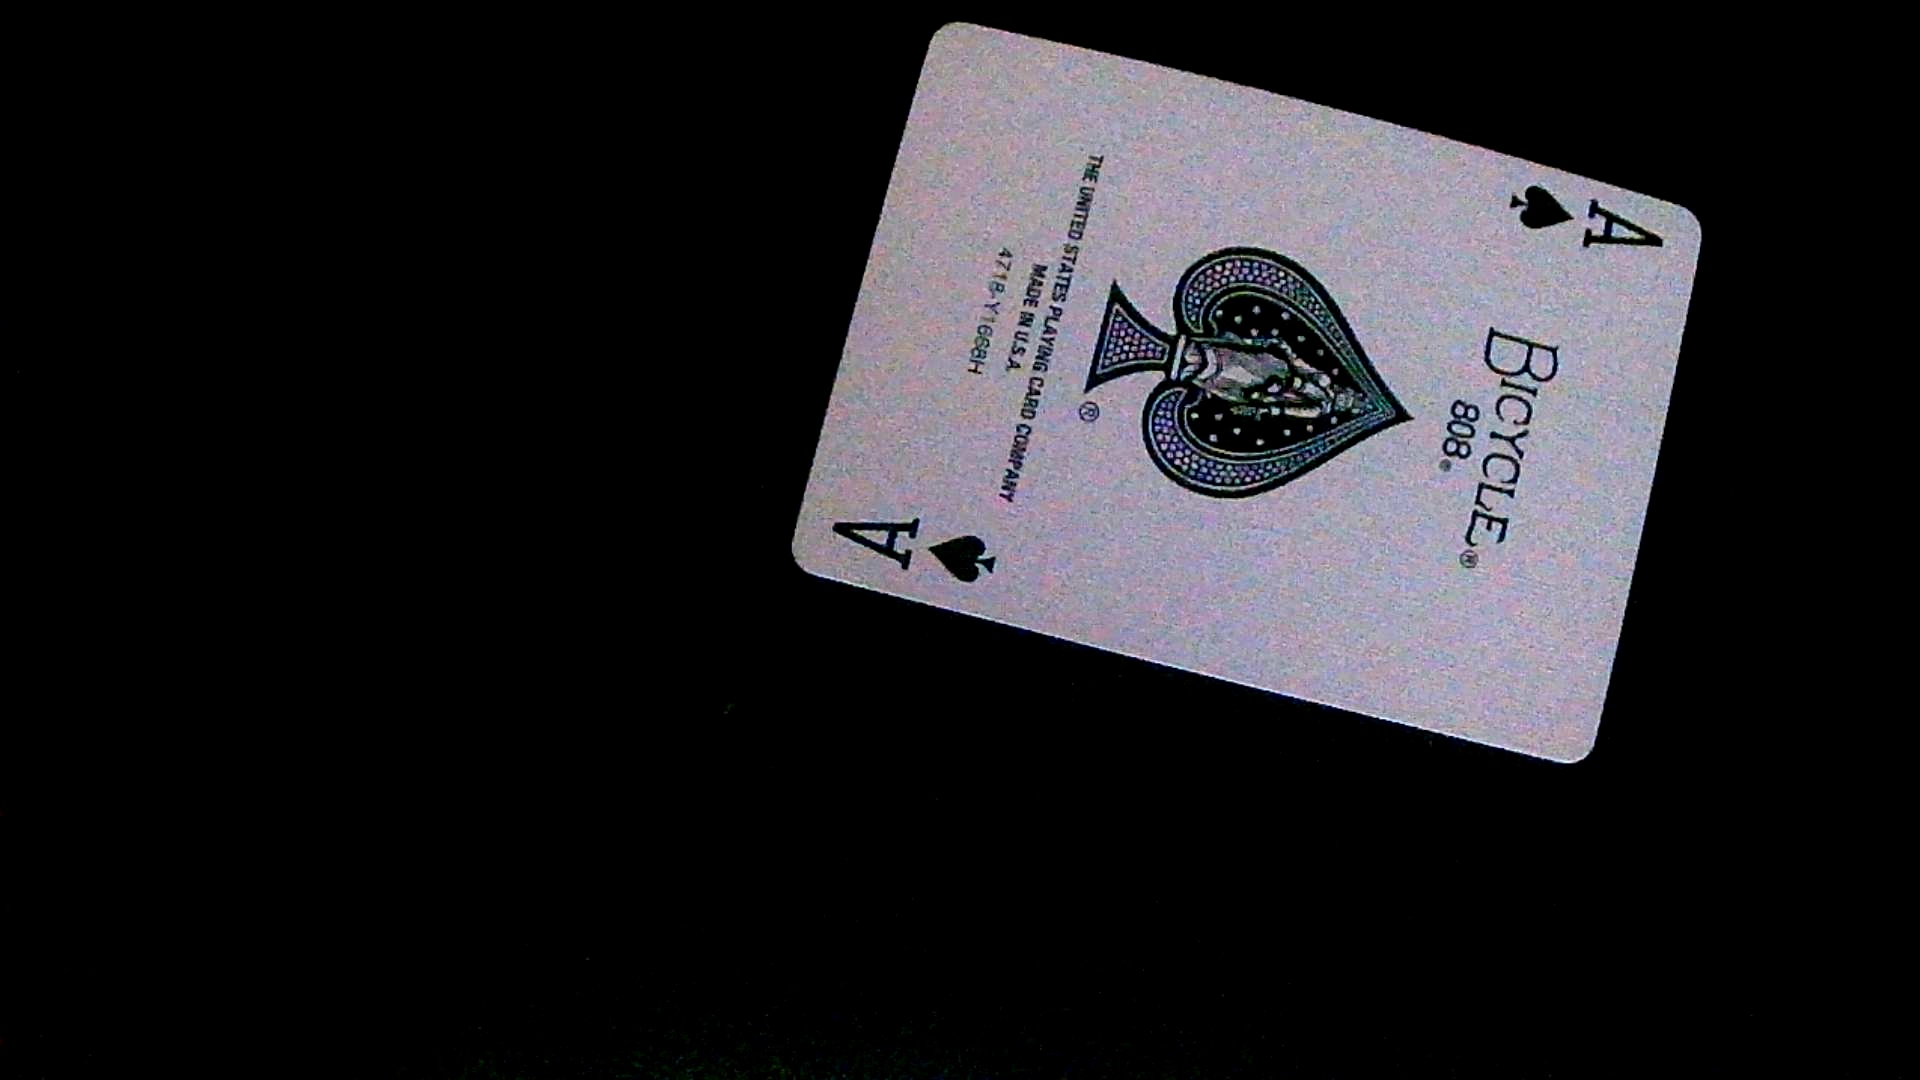 A
BICYCLE®
808®
®
THE UNITED STATES PLAYING CARD COMPANY
MADE IN U.S.A.
A